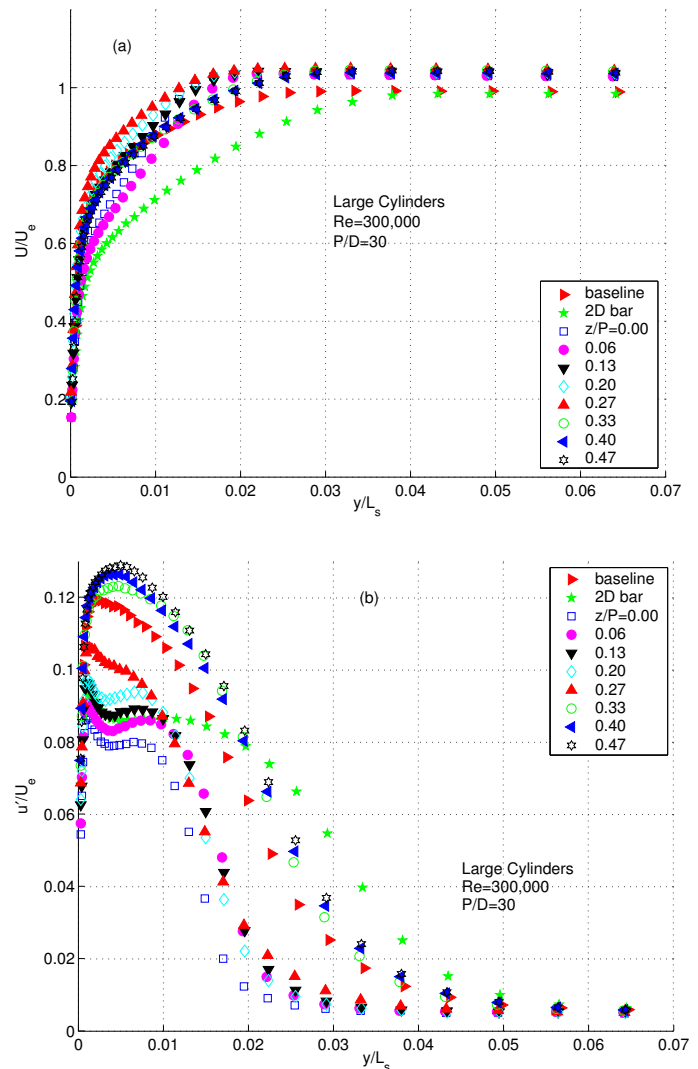 (a)
1
0.8
0.6
0.4
0.2
0
U/Ue
Large Cylinders
Re=300,000
P/D=30
baseline
2D bar
z/P=0.00
0.06
0.13
0.20
0.27
0.33
0.40
0.47
0 0.01 0.02 0.03 0.04 0.05 0.06 0.07
y/Ls
(b)
0.12
0.1
0.08
0.06
0.04
0.02
0
u'/Ue
baseline
2D bar
z/P=0.00
0.06
0.13
0.20
0.27
0.33
0.40
0.47
Large Cylinders
Re=300,000
P/D=30
0 0.01 0.02 0.03 0.04 0.05 0.06 0.07
y/Ls